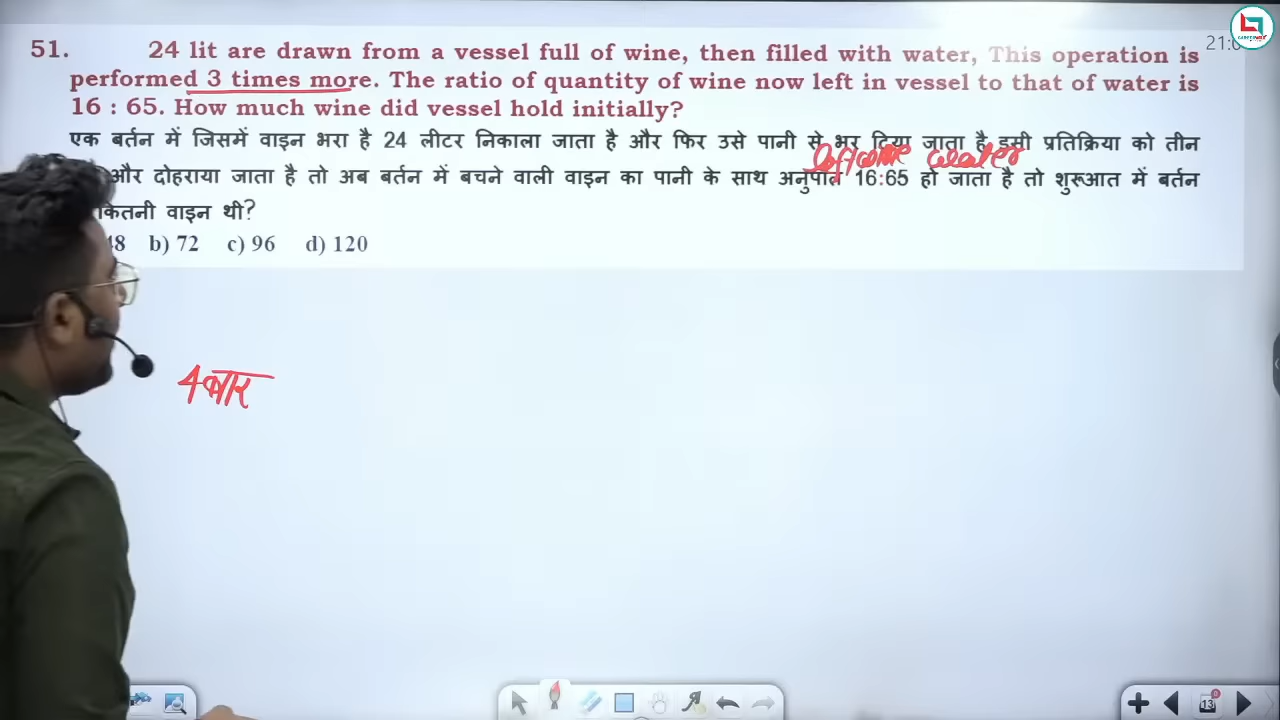 51. 24 lit are drawn from a vessel full of wine, then filled with water, This operation is
performed 3 times more. The ratio of quantity of wine now left in vessel to that of water is
16 : 65. How much wine did vessel hold initially?
एक बर्तन में जिसमें वाइन भरा है 24 लीटर निकाला जाता है और फिर उसे पानी से भर दिया जाता है इसी प्रतिक्रिया को तीन
water
और दोहराया जाता है तो अब बर्तन में बचने वाली वाइन का पानी के साथ अनुपात 16:65 हो जाता है तो शुरूआत में बर्तन
कितनी वाइन थी?
b) 72 c) 96 d) 120
4 बार
13